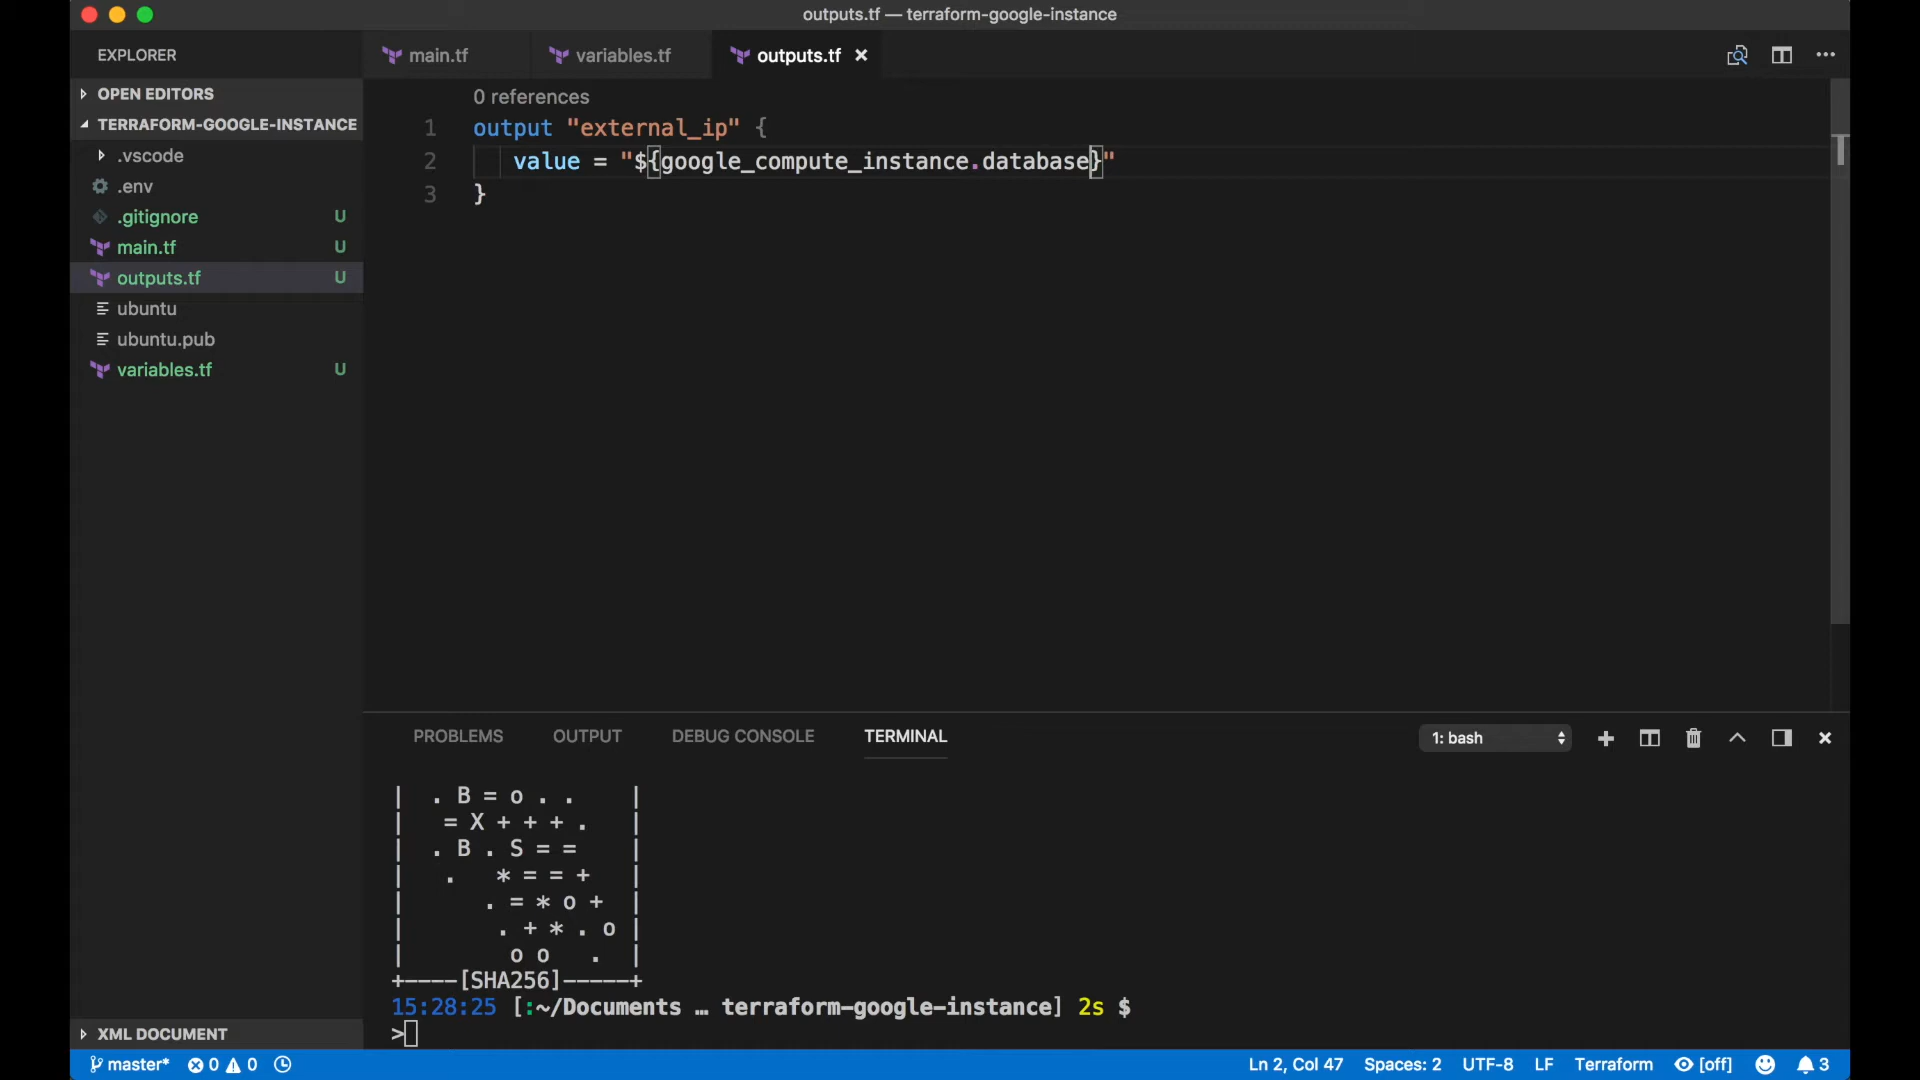 outputs.tf — terraform-google-instance
EXPLORER
main.tf
variables.tf
outputs.tf
OPEN EDITORS
TERRAFORM-GOOGLE-INSTANCE
.vscode
.env
.gitignore U
main.tf U
outputs.tf U
ubuntu
ubuntu.pub
variables.tf U
XML DOCUMENT
0 references
1 output "external_ip" {
2 value = "${google_compute_instance.database}"
3 }
PROBLEMS OUTPUT DEBUG CONSOLE TERMINAL
1: bash
| . B = o . . |
| = X + + + . |
| . B . S = = |
| . * = = + |
| . = * o + |
| . + * . o |
| o o . |
+----[SHA256]-----+
15:28:25 [:~/Documents … terraform-google-instance] 2s $
>
master* 0 0 Ln 2, Col 47 Spaces: 2 UTF-8 LF Terraform [off] 3